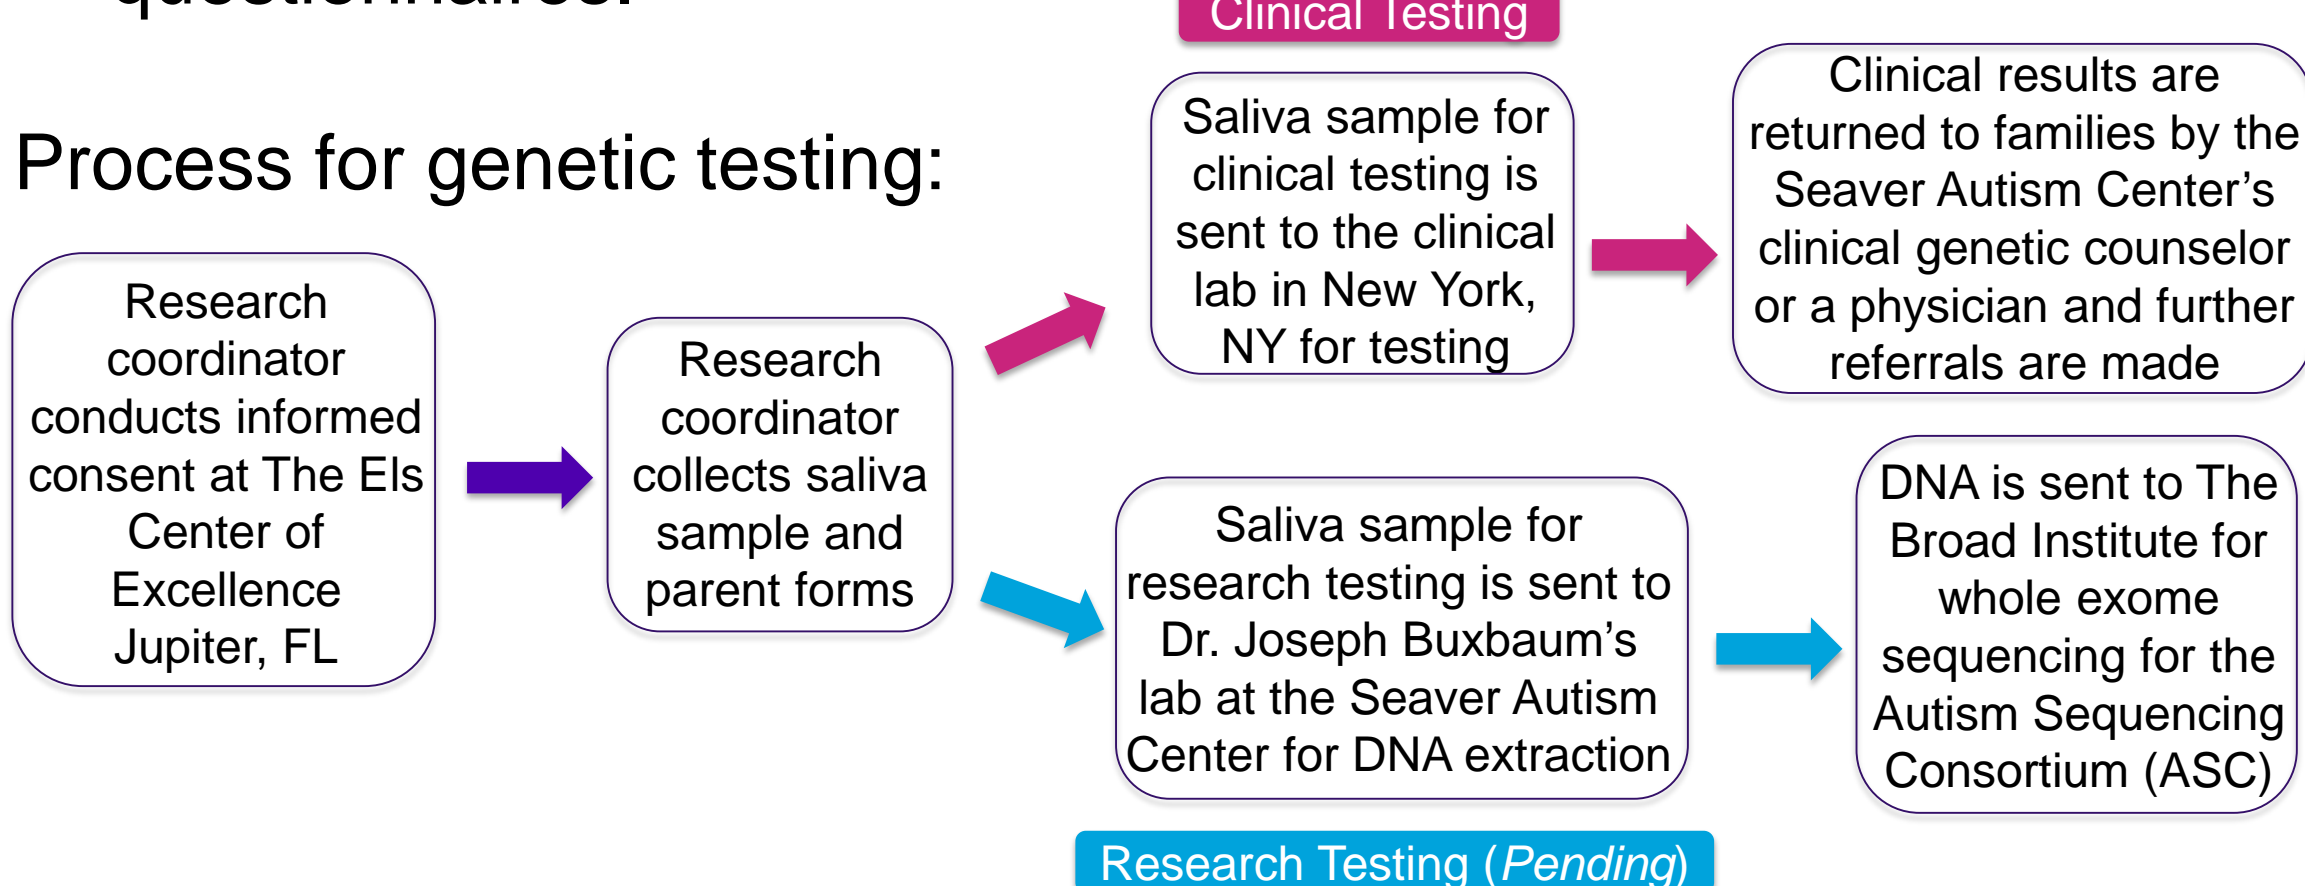 questionnaires.
Process for genetic testing:
Research
coordinator
conducts informed
consent at The Els
Center of
Excellence
Jupiter, FL
Research
coordinator
collects saliva
sample and
parent forms
Clinical Testing
Saliva sample for
clinical testing is
sent to the clinical
lab in New York,
NY for testing
Clinical results are
returned to families by the
Seaver Autism Center’s
clinical genetic counselor
or a physician and further
referrals are made
Saliva sample for
research testing is sent to
Dr. Joseph Buxbaum’s
lab at the Seaver Autism
Center for DNA extraction
DNA is sent to The
Broad Institute for
whole exome
sequencing for the
Autism Sequencing
Consortium (ASC)
Research Testing (Pending)